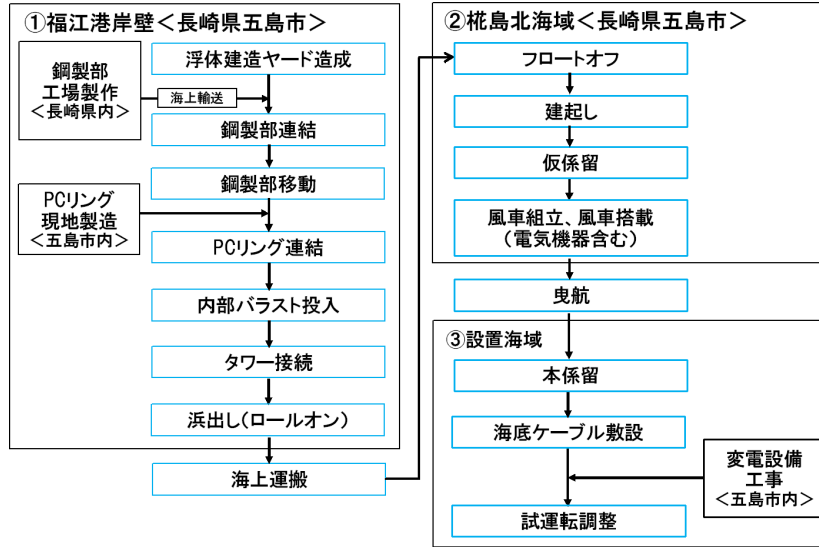 ①福江港岸壁＜長崎県五島市＞
浮体建造ヤード造成
鋼製部
工場製作
＜長崎県内＞
海上輸送
鋼製部連結
鋼製部移動
PCリング
現地製造
＜五島市内＞
PCリング連結
内部バラスト投入
タワー接続
浜出し（ロールオン）
海上運搬
②椛島北海域＜長崎県五島市＞
フロートオフ
建起し
仮係留
風車組立、風車搭載
（電気機器含む）
曳航
③設置海域
本係留
海底ケーブル敷設
変電設備
工事
＜五島市内＞
試運転調整